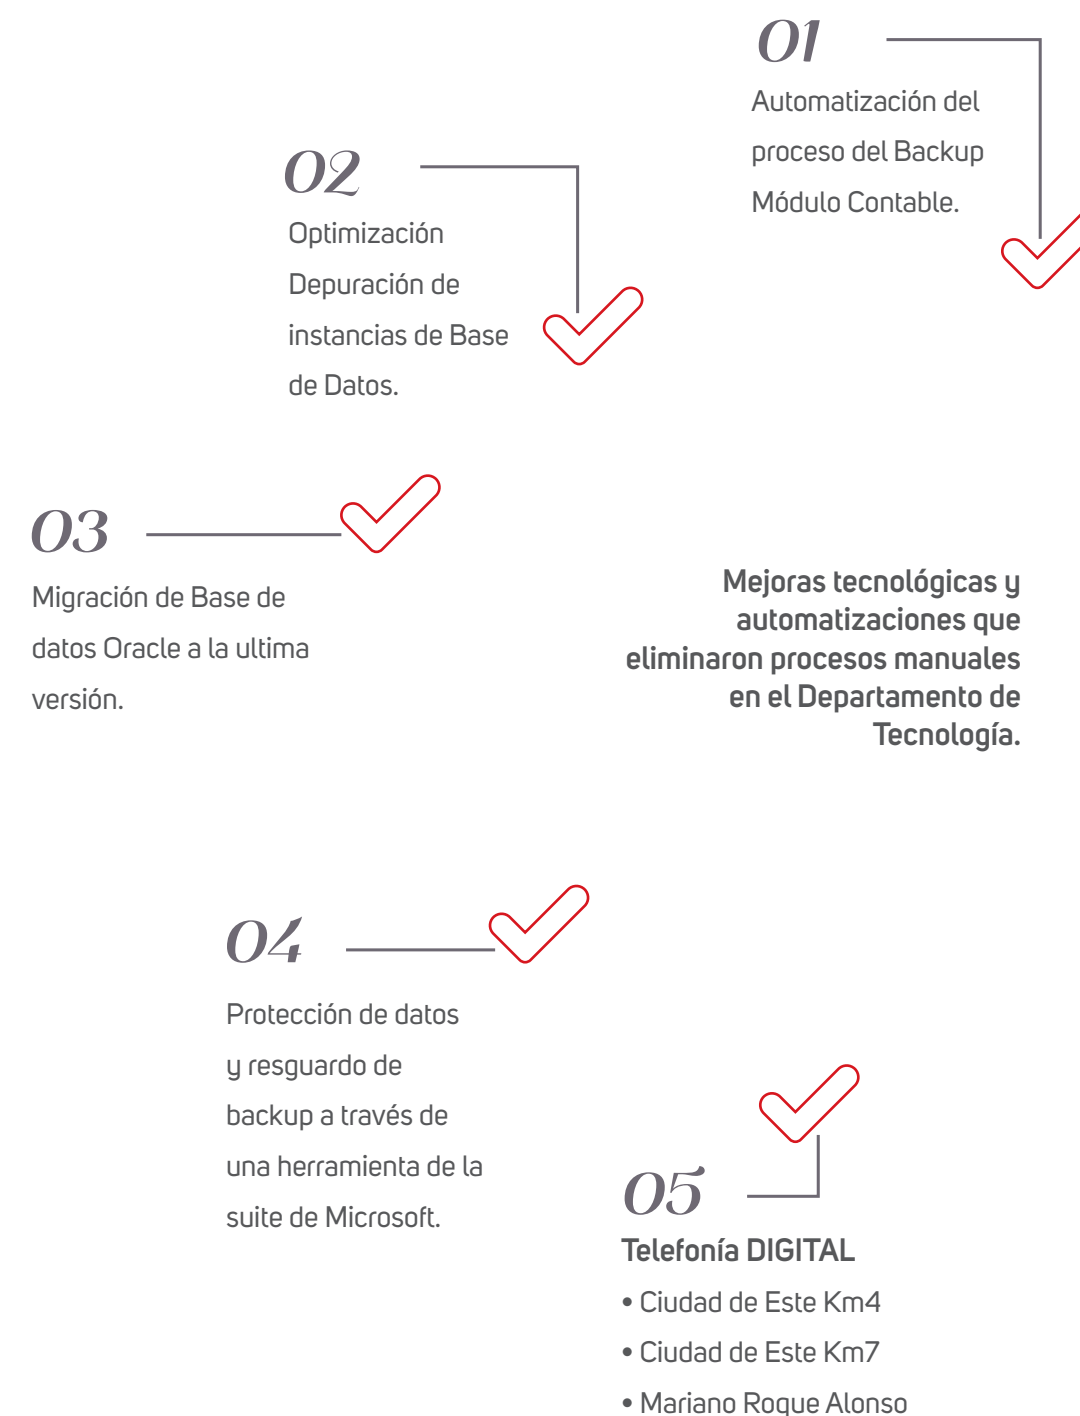 01
Automatización del
proceso del Backup
Módulo Contable.
02
Optimización
Depuración de
instancias de Base
de Datos.
03
Migración de Base de
datos Oracle a la ultima
versión.
Mejoras tecnológicas y
automatizaciones que
eliminaron procesos manuales
en el Departamento de
Tecnología.
04
Protección de datos
y resguardo de
backup a través de
una herramienta de la
suite de Microsoft.
05
Telefonía DIGITAL
• Ciudad de Este Km4
• Ciudad de Este Km7
• Mariano Roque Alonso